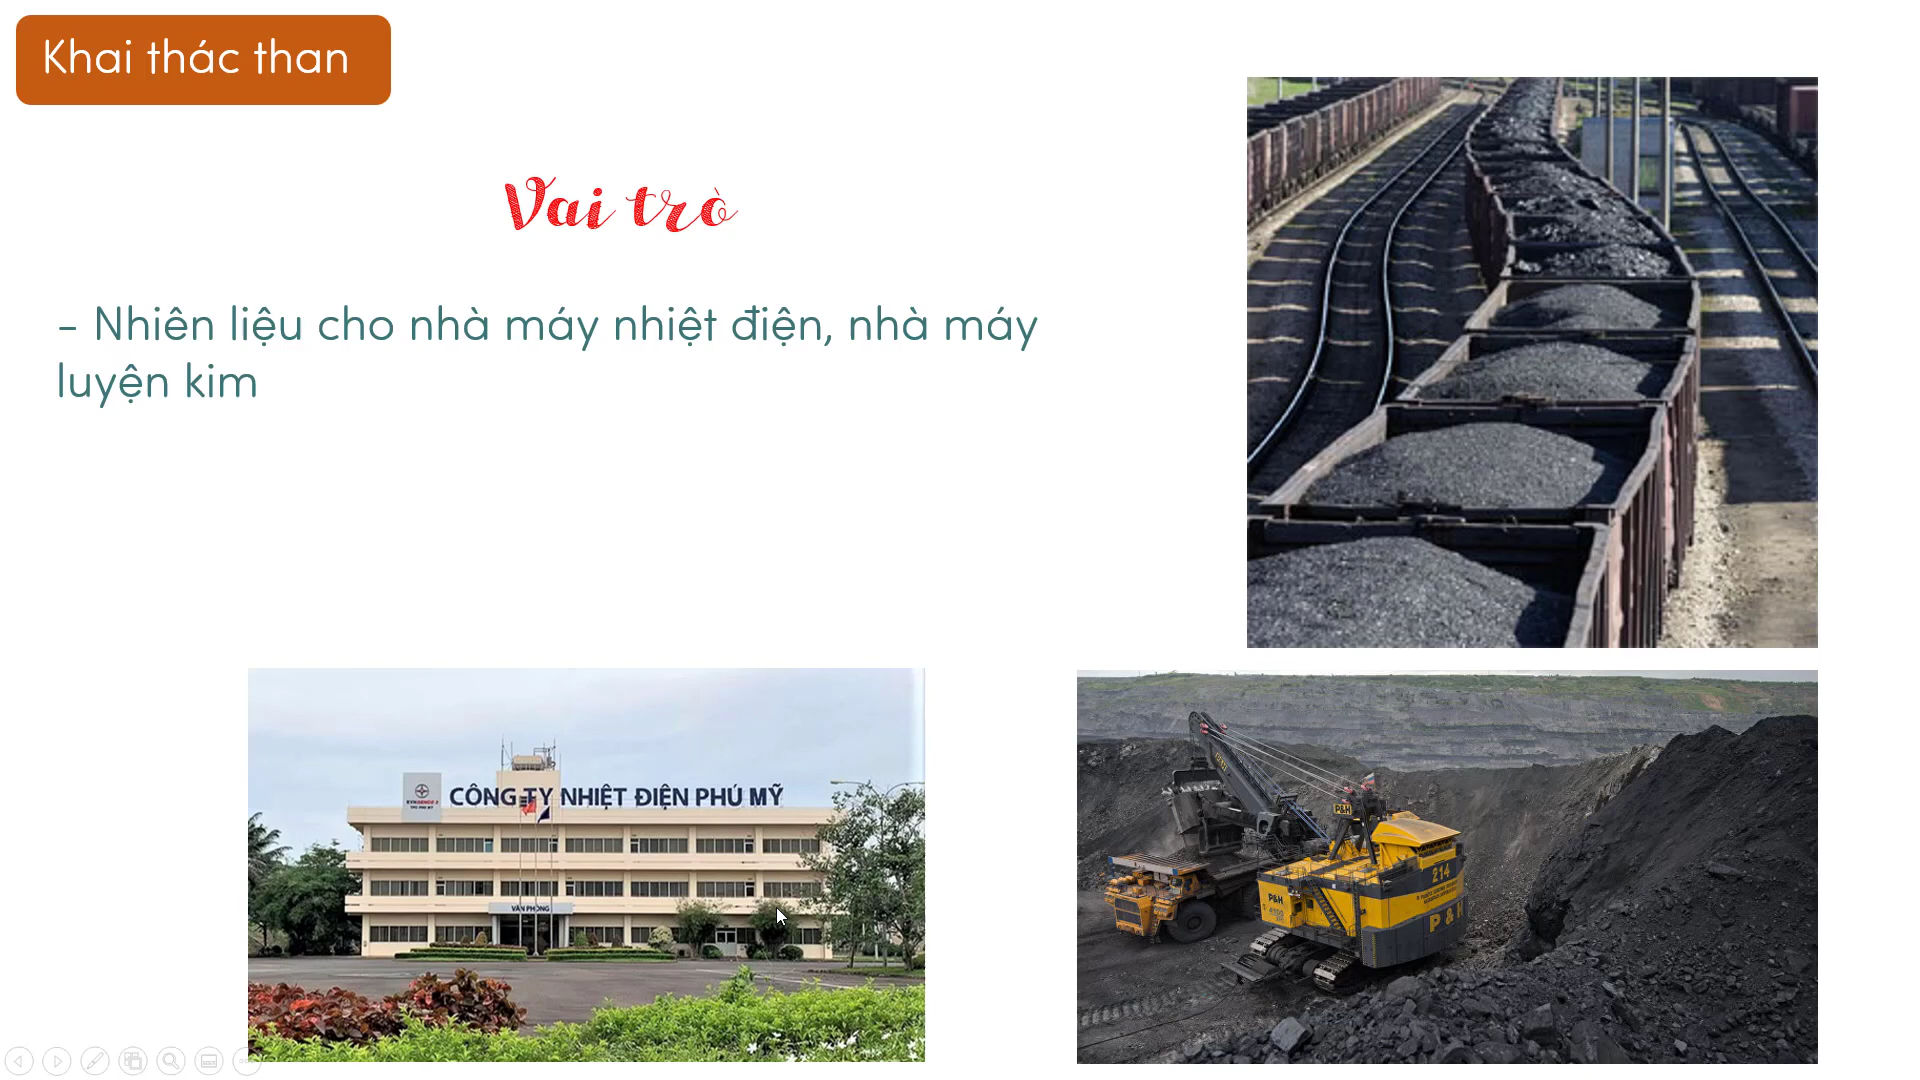 Khai thác than
Vai trò
- Nhiên liệu cho nhà máy nhiệt điện, nhà máy
luyện kim
CÔNG TY NHIỆT ĐIỆN PHÚ MỸ
VĂN PHÒNG
P&H
214
P&H
P & H